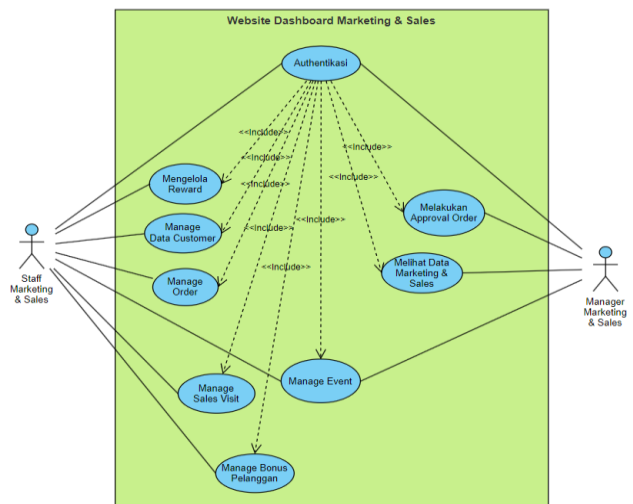 Website Dashboard Marketing & Sales
Authentikasi
<<Include>>
<<Include>>
<<Include>>
<<Include>>
<<Include>>
<<Include>>
<<Include>>
Mengelola
Reward
Manage
Data Customer
Manage
Order
Manage
Sales Visit
Manage Bonus
Pelanggan
Manage Event
Melakukan
Approval Order
Melihat Data
Marketing &
Sales
Staff
Marketing
& Sales
Manager
Marketing
& Sales